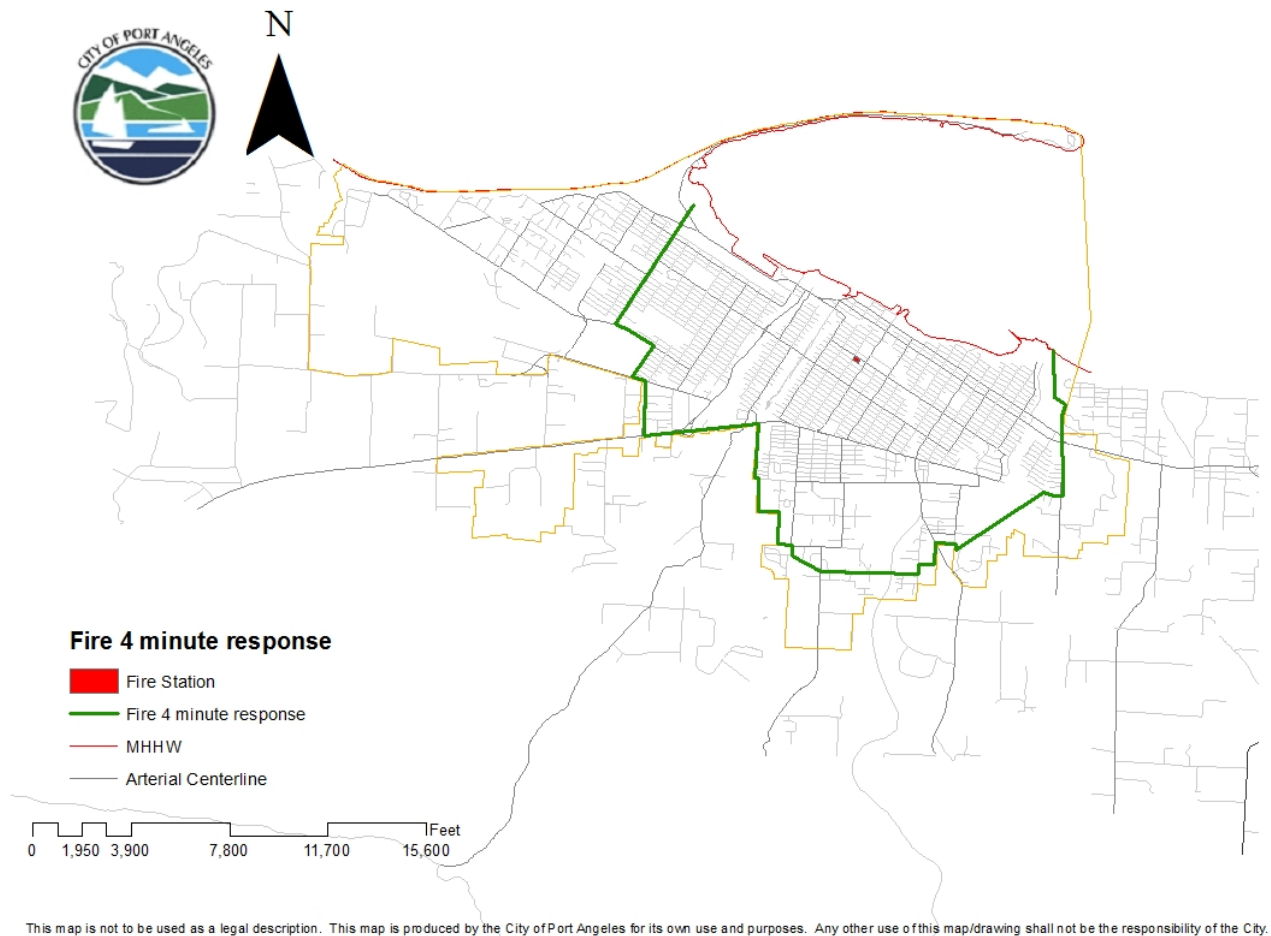 CITY OF PORT ANGELES
N
Fire 4 minute response
Fire Station
Fire 4 minute response
MHHW
Arterial Centerline
Feet
0 1,950 3,900 7,800 11,700 15,600
This map is not to be used as a legal description. This map is produced by the City of Port Angeles for its own use and purposes. Any other use of this map/drawing shall not be the responsibility of the City.